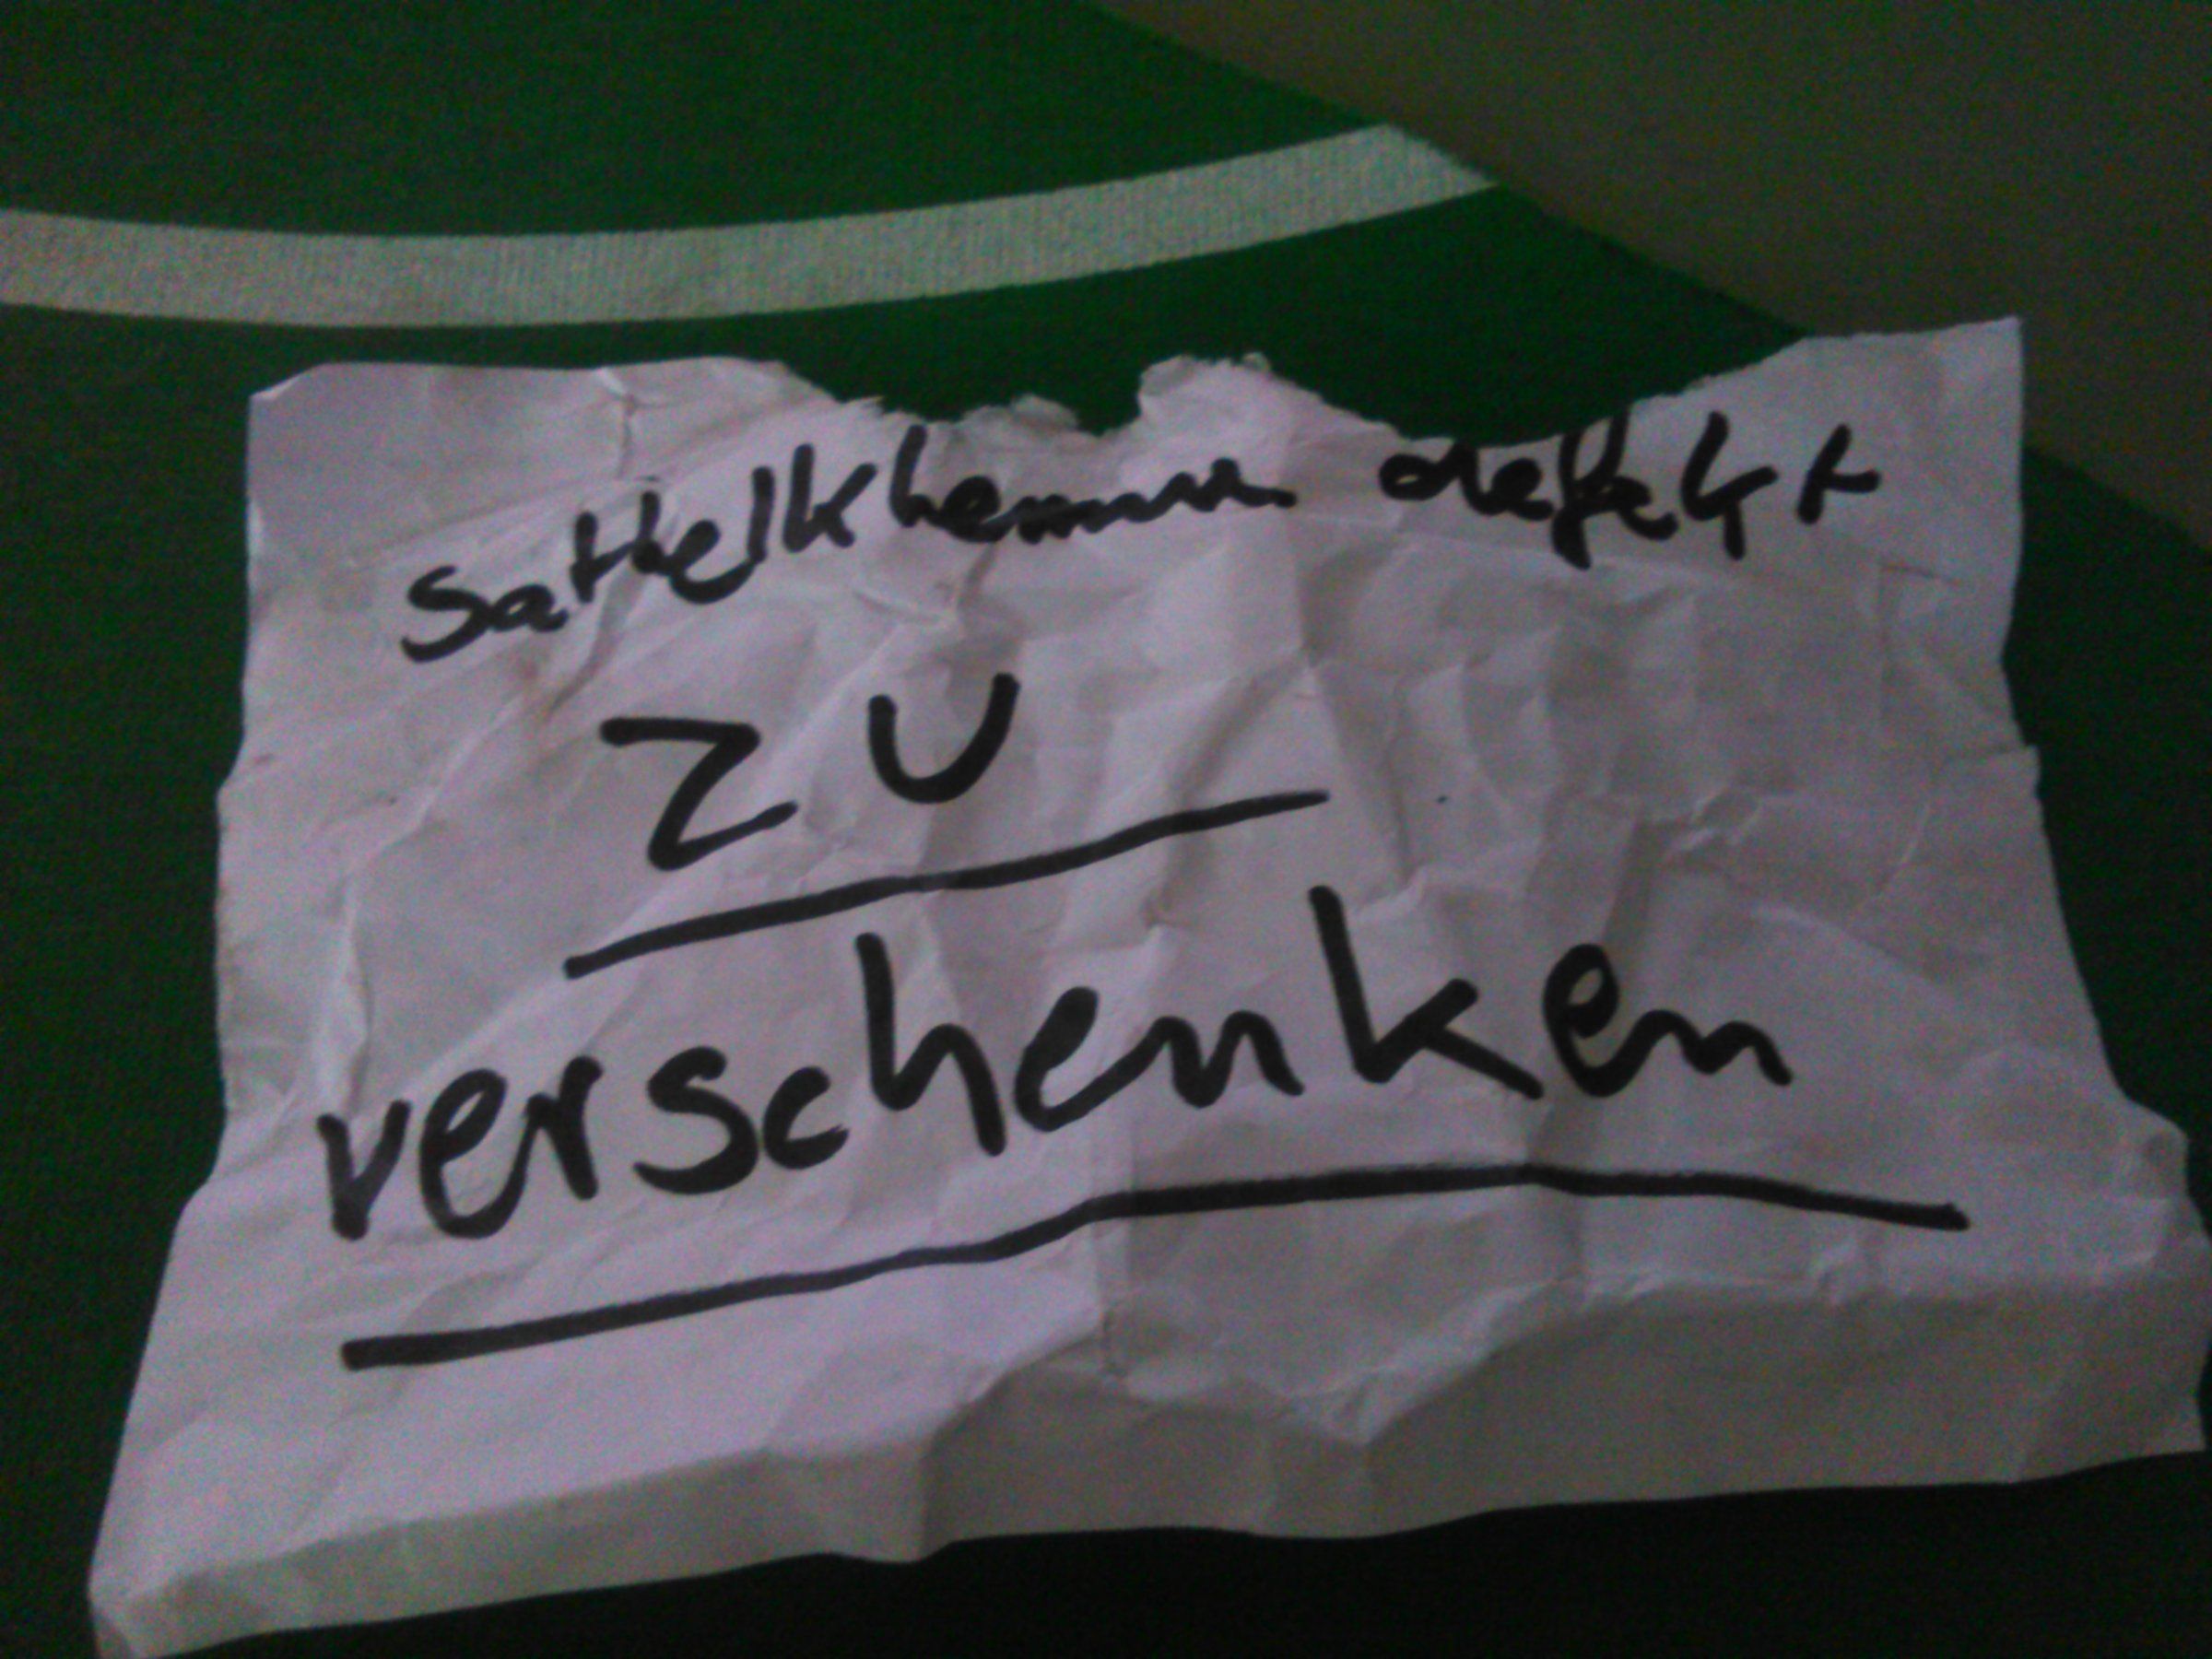 Sattelklemme defekt
ZU
verschenken